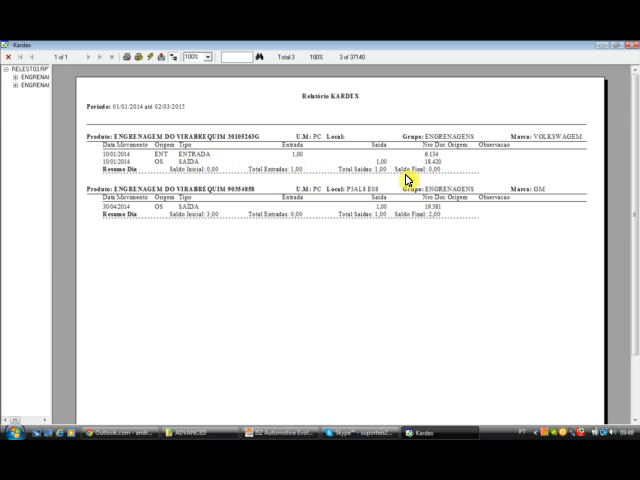 Kardex
1 of 1
100%
Total:3
100%
3 of 37140
RELEST03.RP
ENGRENAI
ENGRENAI
Relatório KARDEX
Período: 01/01/2014 até 02/03/2015
Produto: ENGRENAGEM DO VIRABREQUIM 30105263G U.M: PC Local: Grupo: ENGRENAGENS Marca: VOLKSWAGEM
Data Movimento Origem Tipo Entrada Saída Nro Doc Origem Observacao
10/01/2014 ENT ENTRADA 1,00 6.134
10/01/2014 OS SAÍDA 1,00 18.420
Resumo Dia Saldo Inicial: 0,00 Total Entradas: 1,00 Total Saídas: 1,00 Saldo Final: 0,00
Produto: ENGRENAGEM DO VIRABREQUIM 90354858 U.M: PC Local: P3AL8 E08 Grupo: ENGRENAGENS Marca: GM
Data Movimento Origem Tipo Entrada Saída Nro Doc Origem Observacao
30/04/2014 OS SAÍDA 1,00 19.381
Resumo Dia Saldo Inicial: 3,00 Total Entradas: 0,00 Total Saídas: 1,00 Saldo Final: 2,00
Outlook.com - andr...
ADVANCED
IS2 Automotive Evol...
Skype™ - suporteis2...
Kardex
PT
09:48